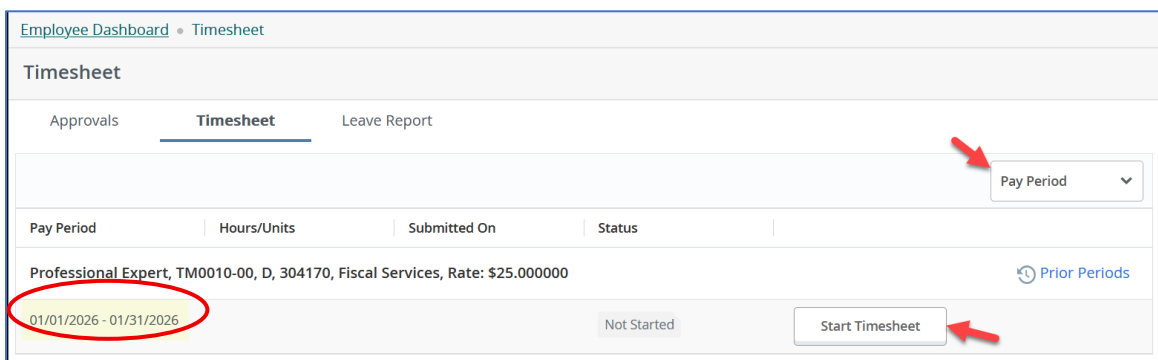 Employee Dashboard • Timesheet
Timesheet
Approvals Timesheet Leave Report
Pay Period
Pay Period Hours/Units Submitted On Status
Professional Expert, TM0010-00, D, 304170, Fiscal Services, Rate: $25.000000 Prior Periods
01/01/2026 - 01/31/2026 Not Started Start Timesheet